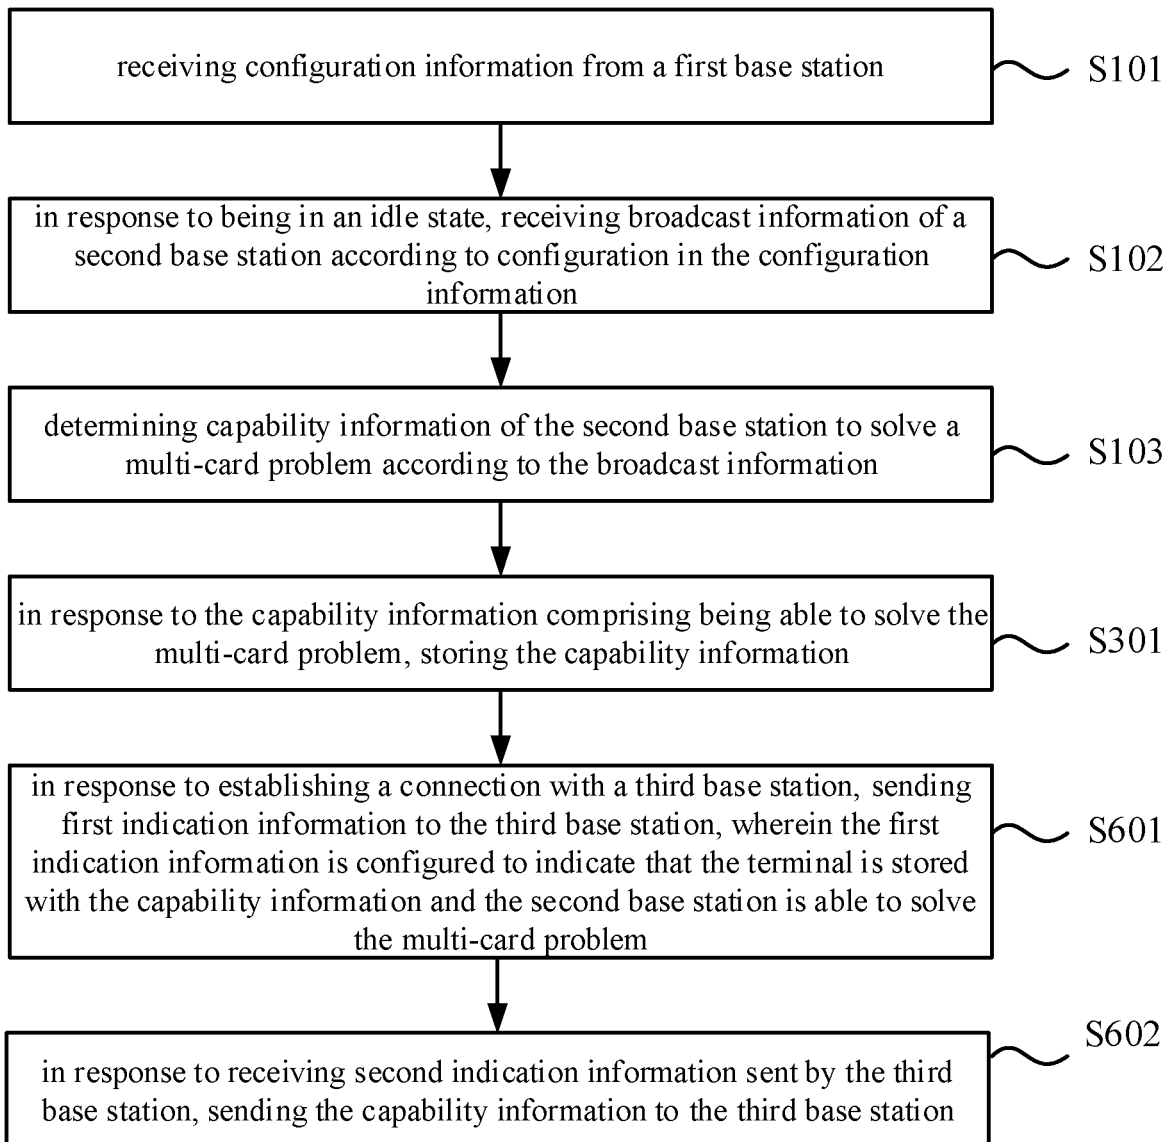 receiving configuration information from a first base station
S101
in response to being in an idle state, receiving broadcast information of a
second base station according to configuration in the configuration
information
S102
determining capability information of the second base station to solve a
multi-card problem according to the broadcast information
S103
in response to the capability information comprising being able to solve the
multi-card problem, storing the capability information
S301
in response to establishing a connection with a third base station, sending
first indication information to the third base station, wherein the first
indication information is configured to indicate that the terminal is stored
with the capability information and the second base station is able to solve
the multi-card problem
S601
in response to receiving second indication information sent by the third
base station, sending the capability information to the third base station
S602